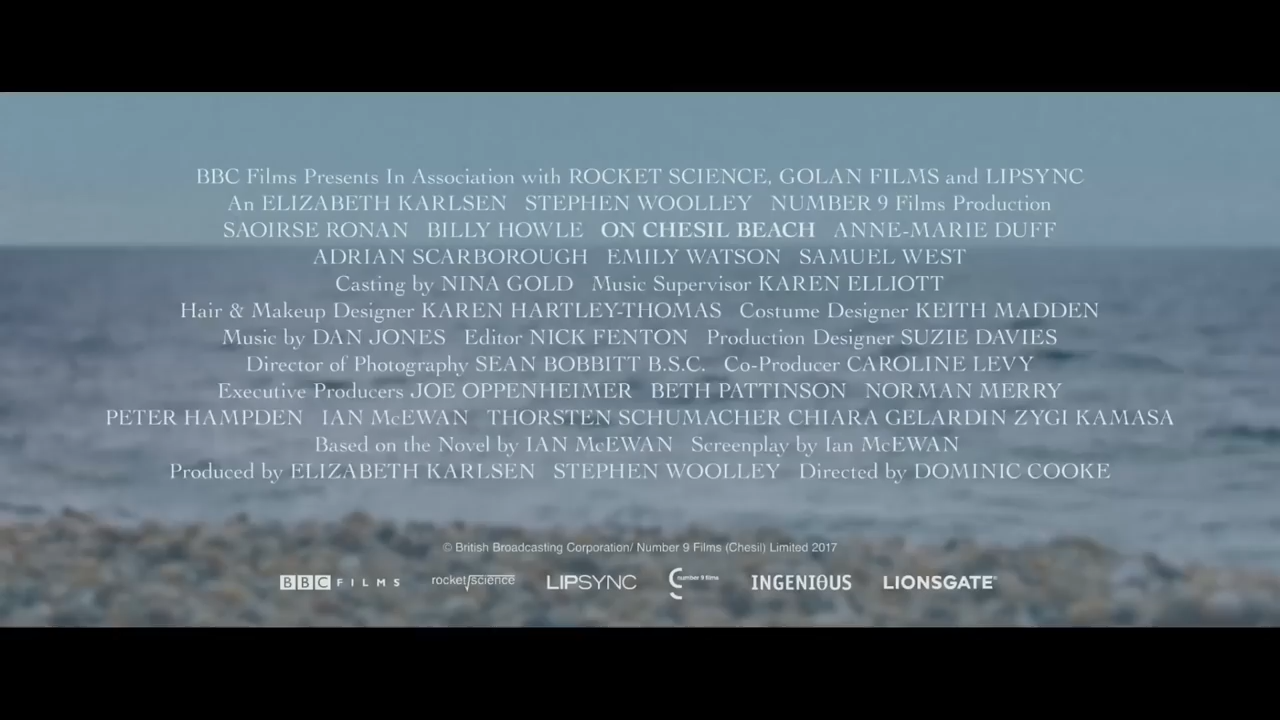 BBC Films Presents In Association with ROCKET SCIENCE, GOLAN FILMS and LIPSYNC
An ELIZABETH KARLSEN STEPHEN WOOLLEY NUMBER 9 Films Production
SAOIRSE RONAN BILLY HOWLE ON CHESIL BEACH ANNE-MARIE DUFF
ADRIAN SCARBOROUGH EMILY WATSON SAMUEL WEST
Casting by NINA GOLD Music Supervisor KAREN ELLIOTT
Hair & Makeup Designer KAREN HARTLEY-THOMAS Costume Designer KEITH MADDEN
Music by DAN JONES Editor NICK FENTON Production Designer SUZIE DAVIES
Director of Photography SEAN BOBBITT B.S.C. Co-Producer CAROLINE LEVY
Executive Producers JOE OPPENHEIMER BETH PATTINSON NORMAN MERRY
PETER HAMPDEN IAN McEWAN THORSTEN SCHUMACHER CHIARA GELARDIN ZYGI KAMASA
Based on the Novel by IAN McEWAN Screenplay by Ian McEWAN
Produced by ELIZABETH KARLSEN STEPHEN WOOLLEY Directed by DOMINIC COOKE
© British Broadcasting Corporation/ Number 9 Films (Chesil) Limited 2017
BBC FILMS rocket science LIPSYNC number 9 films INGENIOUS LIONSGATE